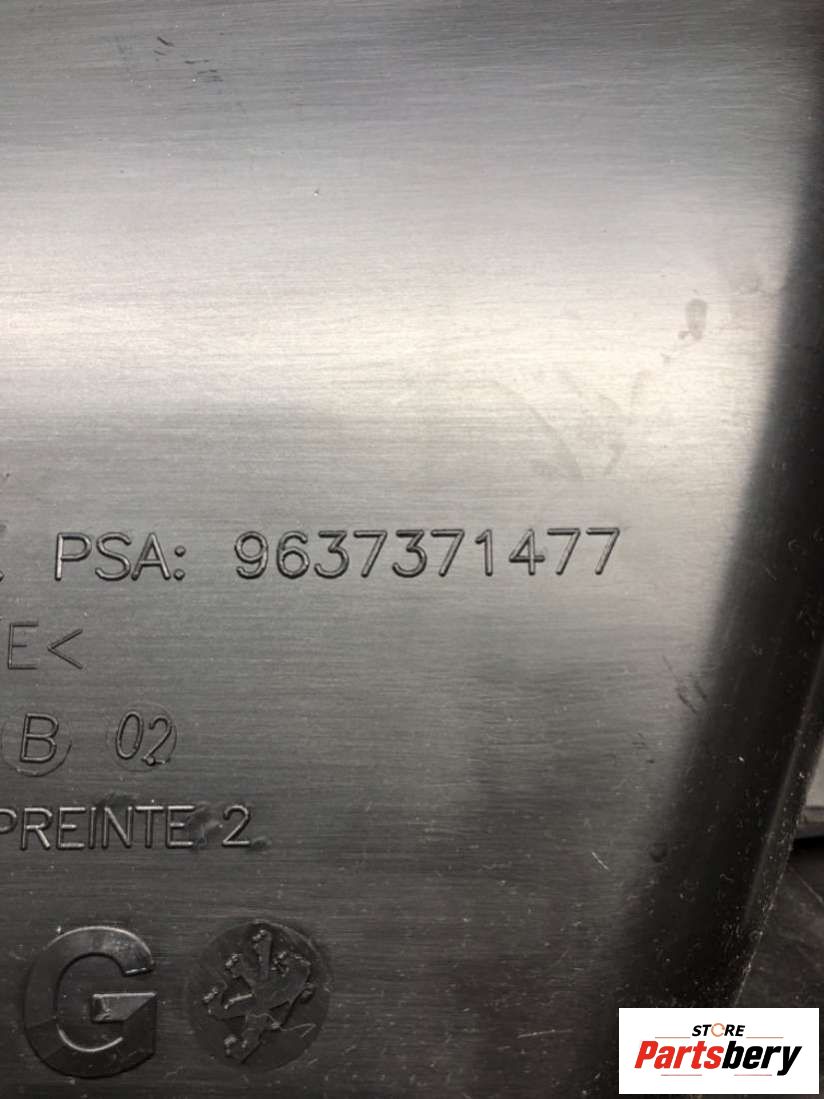 PSA: 9637371477
E<
B 02
PREINTE 2
G
STORE
Partsbery